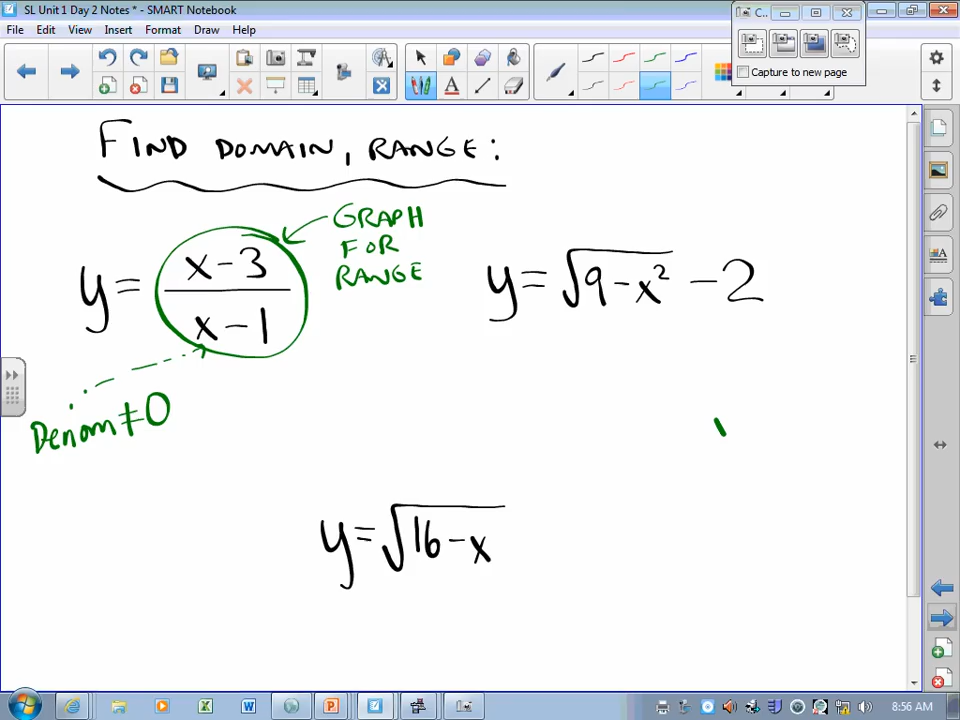 SL Unit 1 Day 2 Notes * - SMART Notebook
C..
File Edit View Insert Format Draw Help
Capture to new page
FIND DOMAIN, RANGE:
GRAPH
FOR
RANGE
y = x-3
x-1
y = √9-x² -2
Denom ≠ 0
y = √16-x
8:56 AM